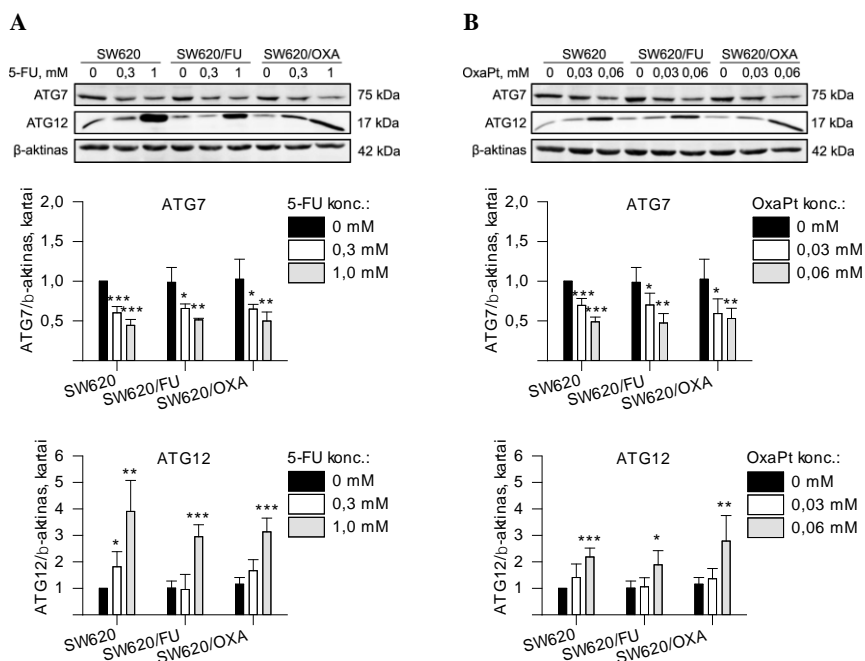 A
SW620 SW620/FU SW620/OXA
5-FU, mM 0 0,3 1 0 0,3 1 0 0,3 1
ATG7 75 kDa
ATG12 17 kDa
β-aktinas 42 kDa
ATG7
ATG7/b-aktinas, kartai
2,0
1,5
1,0
0,5
*** *** * ** * **
SW620
SW620/FU
SW620/OXA
5-FU konc.:
0 mM
0,3 mM
1,0 mM
ATG12
ATG12/b-aktinas, kartai
6
5
4
3
2
1
* ** *** ***
SW620
SW620/FU
SW620/OXA
5-FU konc.:
0 mM
0,3 mM
1,0 mM
B
SW620 SW620/FU SW620/OXA
OxaPt, mM 0 0,03 0,06 0 0,03 0,06 0 0,03 0,06
ATG7 75 kDa
ATG12 17 kDa
β-aktinas 42 kDa
ATG7
ATG7/b-aktinas, kartai
2,0
1,5
1,0
0,5
*** *** * ** * **
SW620
SW620/FU
SW620/OXA
OxaPt konc.:
0 mM
0,03 mM
0,06 mM
ATG12
ATG12/b-aktinas, kartai
6
5
4
3
2
1
*** * **
SW620
SW620/FU
SW620/OXA
OxaPt konc.:
0 mM
0,03 mM
0,06 mM